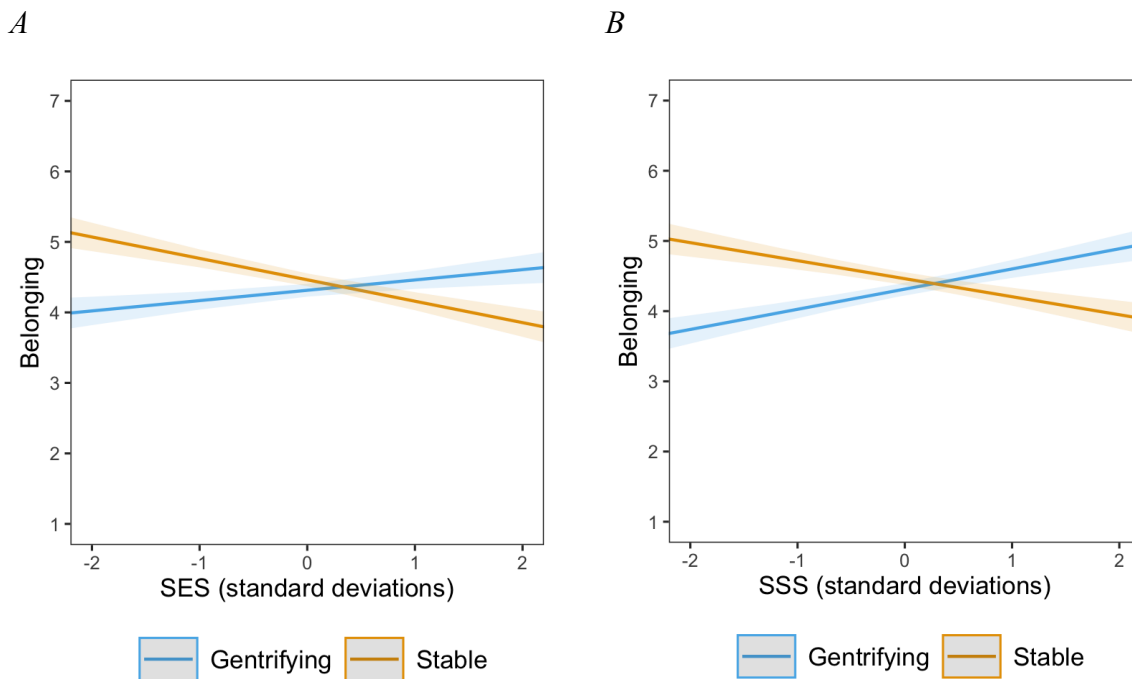 A
B
7
6
5
4
3
2
1
Belonging
-2 -1 0 1 2
SES (standard deviations)
Gentrifying Stable
7
6
5
4
3
2
1
Belonging
-2 -1 0 1 2
SSS (standard deviations)
Gentrifying Stable